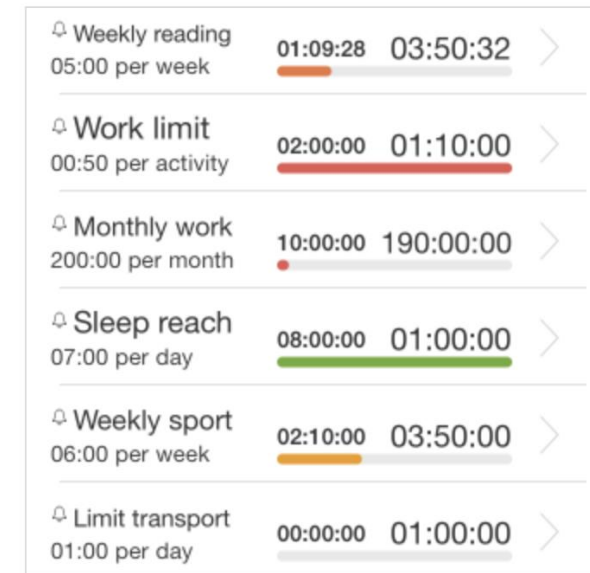 Weekly reading
05:00 per week
01:09:28 03:50:32
Work limit
00:50 per activity
02:00:00 01:10:00
Monthly work
200:00 per month
10:00:00 190:00:00
Sleep reach
07:00 per day
08:00:00 01:00:00
Weekly sport
06:00 per week
02:10:00 03:50:00
Limit transport
01:00 per day
00:00:00 01:00:00